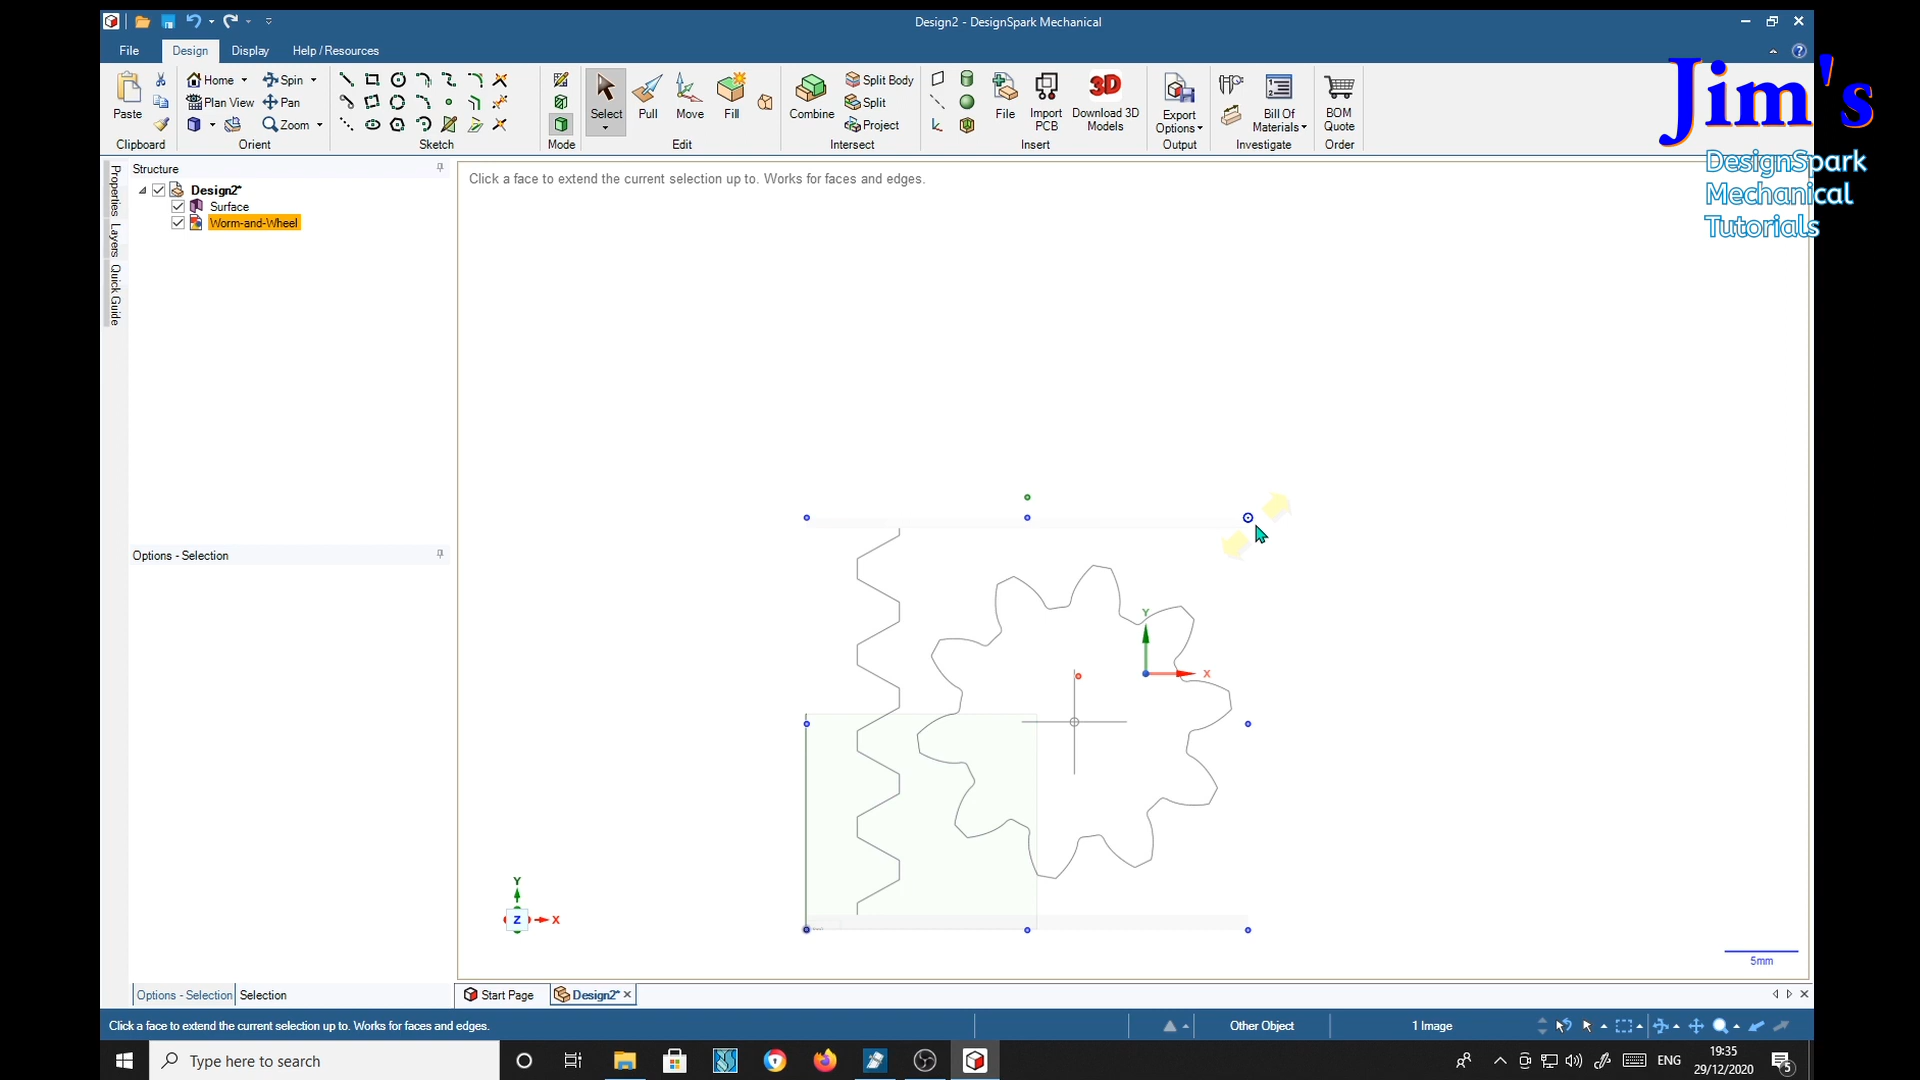 Design2 - DesignSpark Mechanical
File Design Display Help / Resources
Paste
Home Spin
Plan View Pan
Zoom
Select Pull Move Fill
Combine
Split Body
Split
Project
File
Import PCB
Download 3D Models
3D
Export Options
Bill Of Materials
BOM Quote
Clipboard Orient Sketch Mode Edit Intersect Insert Output Investigate Order
Jim's
DesignSpark
Mechanical
Tutorials
Properties
Layers
Quick Guide
Structure
Design2*
Surface
Worm-and-Wheel
Click a face to extend the current selection up to. Works for faces and edges.
Options - Selection
Y
X
Y
Z X
5mm
Options - Selection Selection
Start Page Design2*
Click a face to extend the current selection up to. Works for faces and edges.
Other Object
1 Image
Type here to search
ENG
19:35
29/12/2020
5